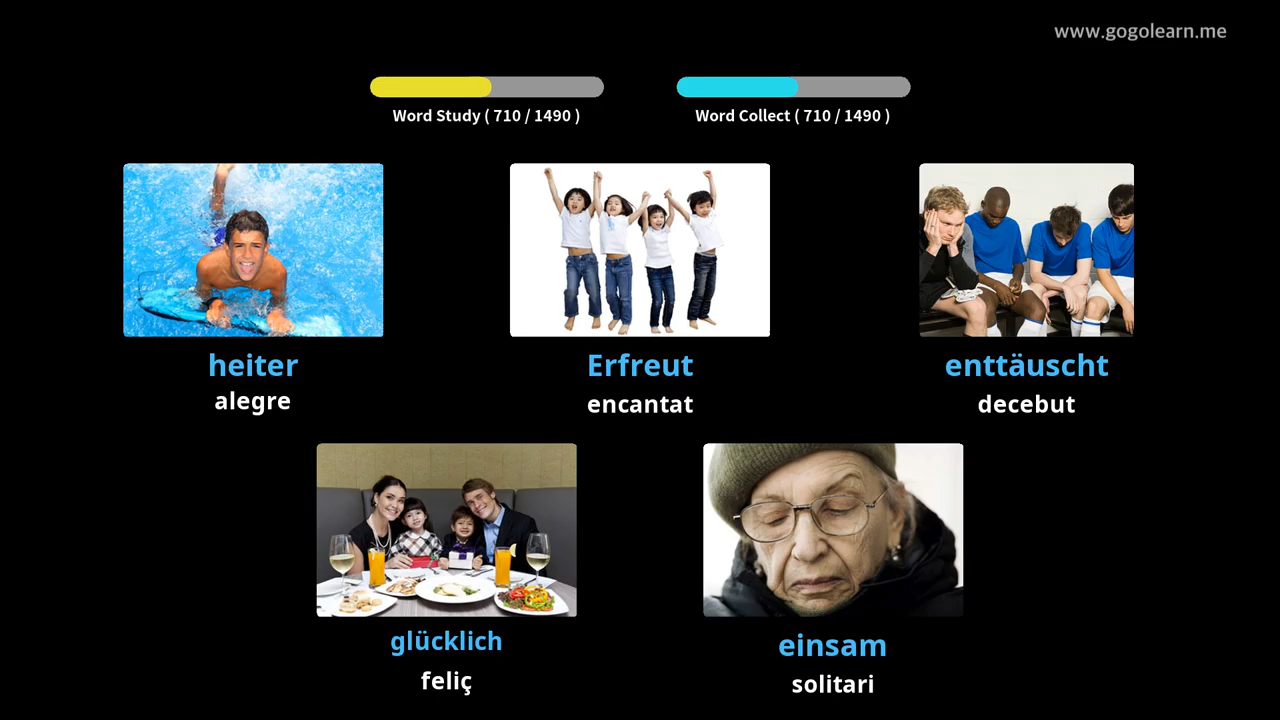 www.gogolearn.me
Word Study ( 710 / 1490 )
Word Collect ( 710 / 1490 )
heiter
alegre
Erfreut
encantat
enttäuscht
decebut
glücklich
feliç
einsam
solitari